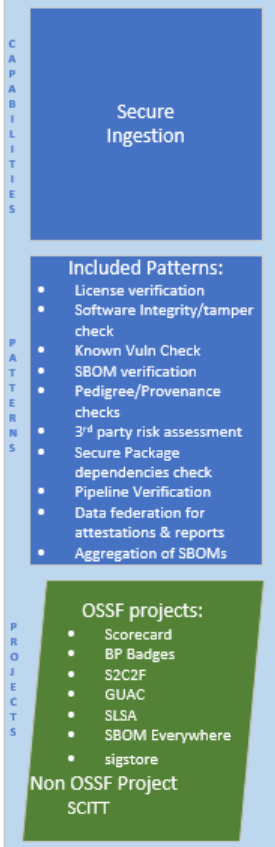 CAPABILITIES
Secure
Ingestion
PATTERNS
Included Patterns:
• License verification
• Software Integrity/tamper
check
• Known Vuln Check
• SBOM verification
• Pedigree/Provenance
checks
• 3rd party risk assessment
• Secure Package
dependencies check
• Pipeline Verification
• Data federation for
attestations & reports
• Aggregation of SBOMs
PROJECTS
OSSF projects:
• Scorecard
• BP Badges
• S2C2F
• GUAC
• SLSA
• SBOM Everywhere
• sigstore
Non OSSF Project
SCITT